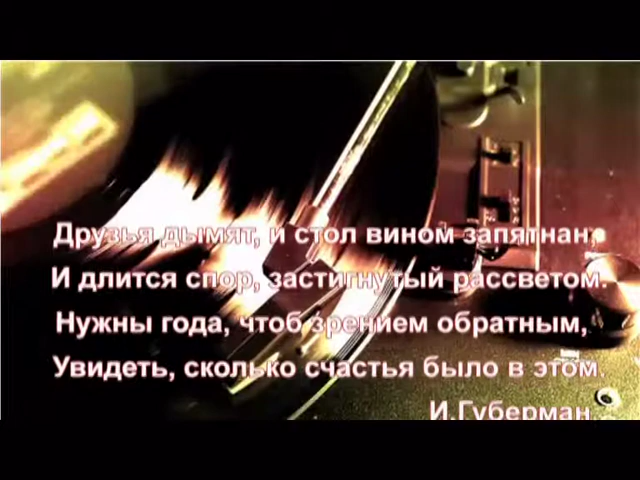 Друзья дымят, и стол вином запятнан,
И длится спор, застигнутый рассветом.
Нужны года, чтоб зрением обратным,
Увидеть, сколько счастья было в этом.
И.Губерман.